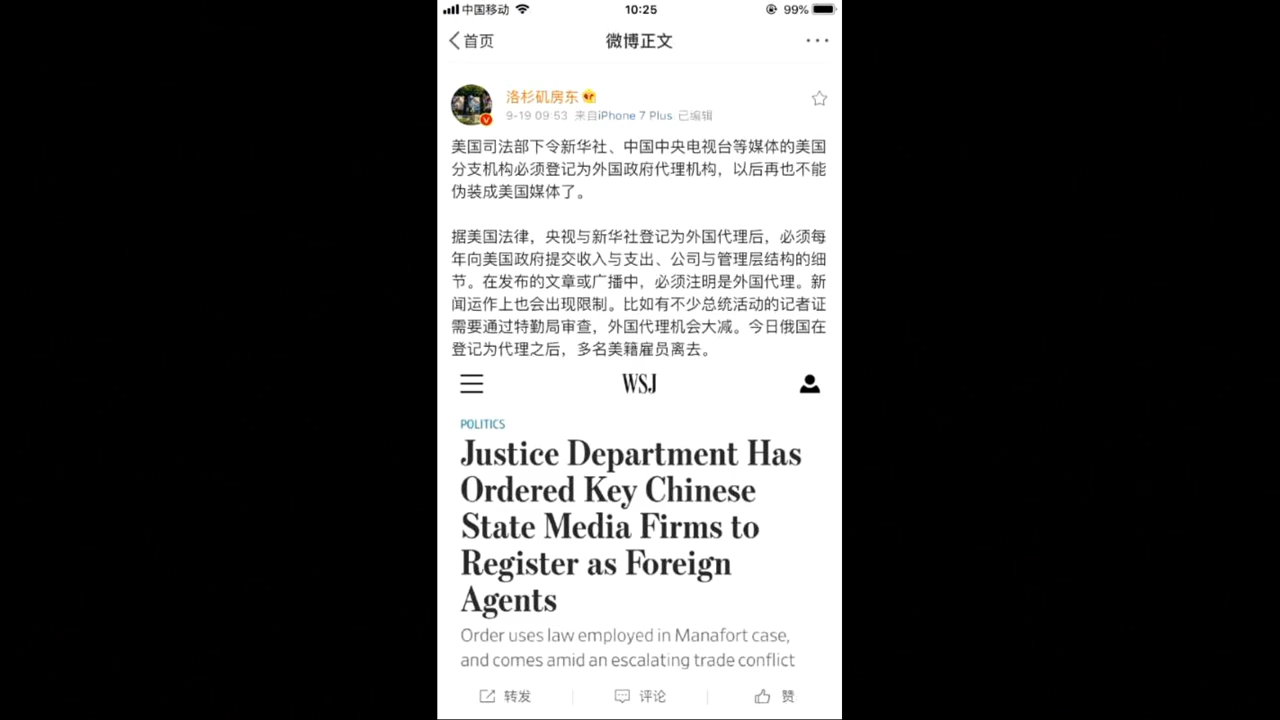 中国移动 10:25 99%
首页 微博正文
洛杉矶房东
9-19 09:53 来自iPhone 7 Plus 已编辑
美国司法部下令新华社、中国中央电视台等媒体的美国
分支机构必须登记为外国政府代理机构，以后再也不能
伪装成美国媒体了。
据美国法律，央视与新华社登记为外国代理后，必须每
年向美国政府提交收入与支出、公司与管理层结构的细
节。在发布的文章或广播中，必须注明是外国代理。新
闻运作上也会出现限制。比如有不少总统活动的记者证
需要通过特勤局审查，外国代理机会大减。今日俄国在
登记为代理之后，多名美籍雇员离去。
WSJ
POLITICS
Justice Department Has
Ordered Key Chinese
State Media Firms to
Register as Foreign
Agents
Order uses law employed in Manafort case,
and comes amid an escalating trade conflict
转发 评论 赞